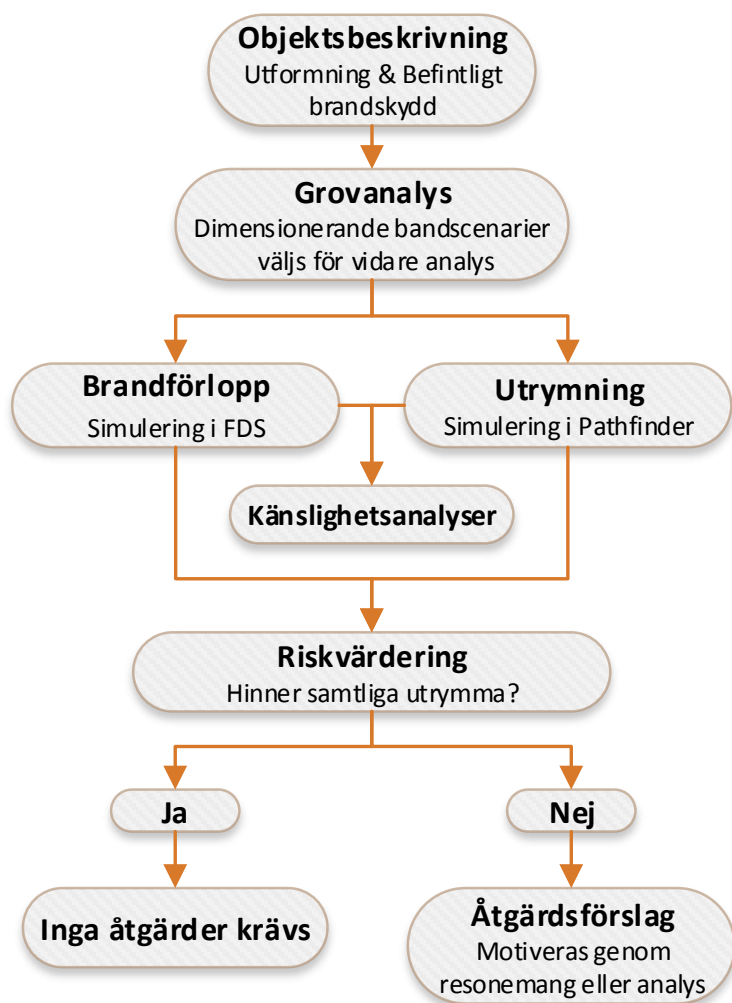 Objektsbeskrivning
Utformning & Befintligt
brandskydd
Grovanalys
Dimensionerande bandscenarier
väljs för vidare analys
Brandförlopp
Simulering i FDS
Utrymning
Simulering i Pathfinder
Känslighetsanalyser
Riskvärdering
Hinner samtliga utrymma?
Ja
Nej
Inga åtgärder krävs
Åtgärdsförslag
Motiveras genom
resonemang eller analys